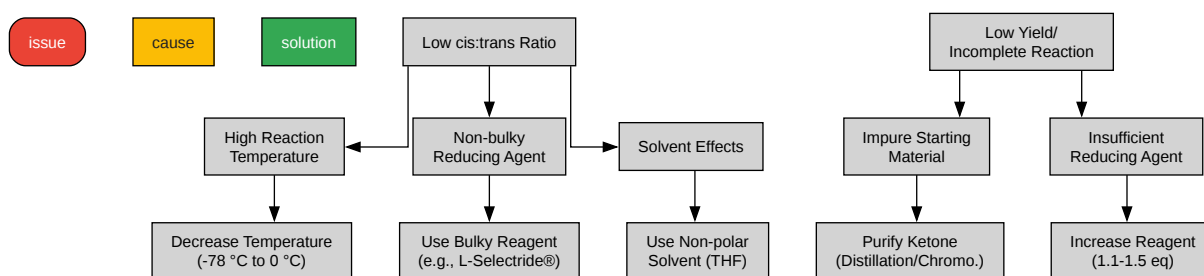 issue
cause
solution
Low cis:trans Ratio
Low Yield/
Incomplete Reaction
High Reaction
Temperature
Non-bulky
Reducing Agent
Solvent Effects
Impure Starting
Material
Insufficient
Reducing Agent
Decrease Temperature
(-78 °C to 0 °C)
Use Bulky Reagent
(e.g., L-Selectride®)
Use Non-polar
Solvent (THF)
Purify Ketone
(Distillation/Chromo.)
Increase Reagent
(1.1-1.5 eq)